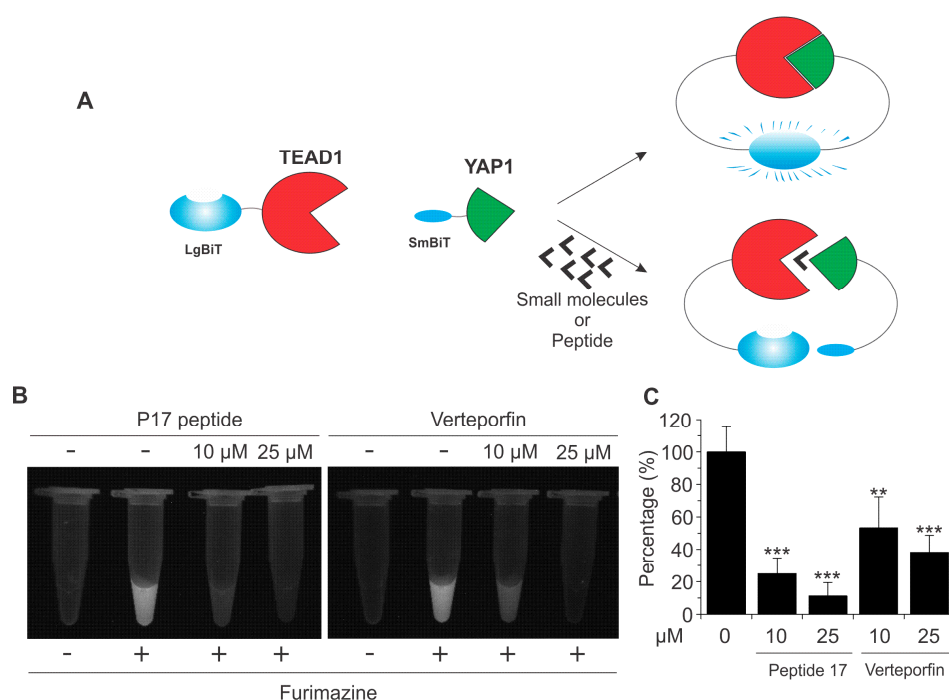 A
TEAD1
YAP1
LgBiT
SmBiT
Small molecules
or
Peptide
B
P17 peptide
Verteporfin
- - 10 μM 25 μM - - 10 μM 25 μM
- + + + - + + +
Furimazine
C
Percentage (%)
120
100
80
60
40
20
0
***
***
**
***
μM 0 10 25 10 25
Peptide 17
Verteporfin